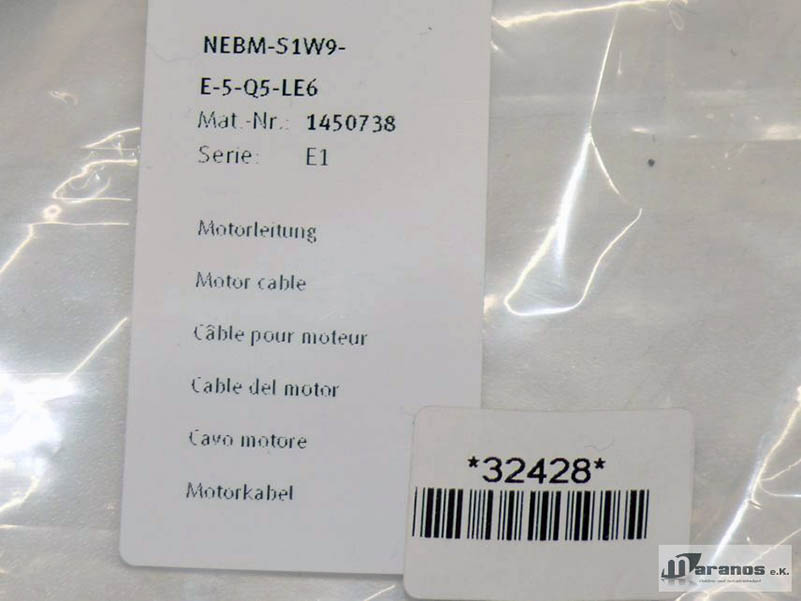 NEBM-S1W9-
E-5-Q5-LE6
Mat.-Nr.: 1450738
Serie: E1
Motorleitung
Motor cable
Câble pour moteur
Cable del motor
Cavo motore
Motorkabel
*32428*
maranos e.K.